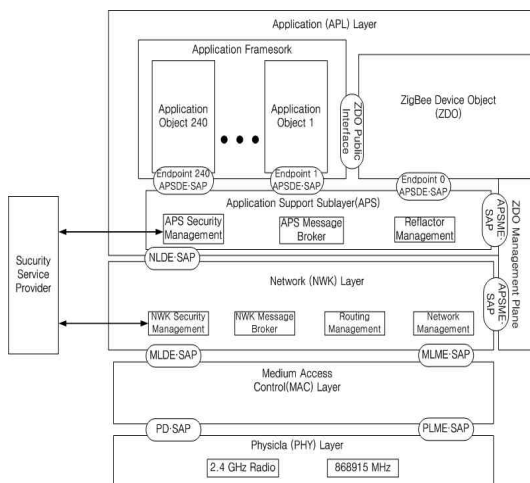 Application (APL) Layer
Application Framesork
Application
Object 240
Application
Object 1
ZDO Public
Interface
ZigBee Device Object
(ZDO)
Endpoint 240
APSDE-SAP
Endpoint 1
APSDE-SAP
Endpoint 0
APSDE-SAP
Application Support Sublayer(APS)
APS Security
Management
APS Message
Broker
Reflactor
Management
APSME-
SAP
ZDO Management Plane
Sucurity
Service
Provider
NLDE-SAP
Network (NWK) Layer
NWK Security
Management
NWK Message
Broker
Routing
Management
Network
Management
APSME-
SAP
MLDE-SAP
MLME-SAP
Medium Access
Control(MAC) Layer
PD-SAP
PLME-SAP
Physicla (PHY) Layer
2.4 GHz Radio
868915 MHz